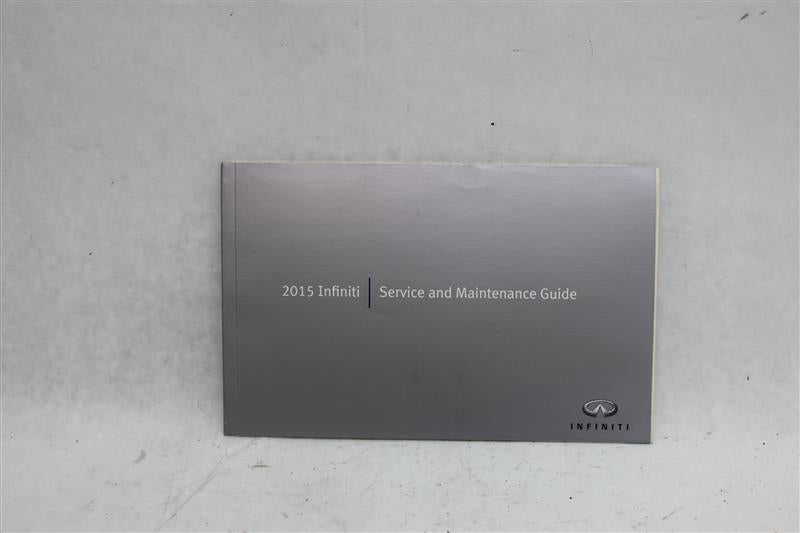 2015 Infiniti | Service and Maintenance Guide
INFINITI